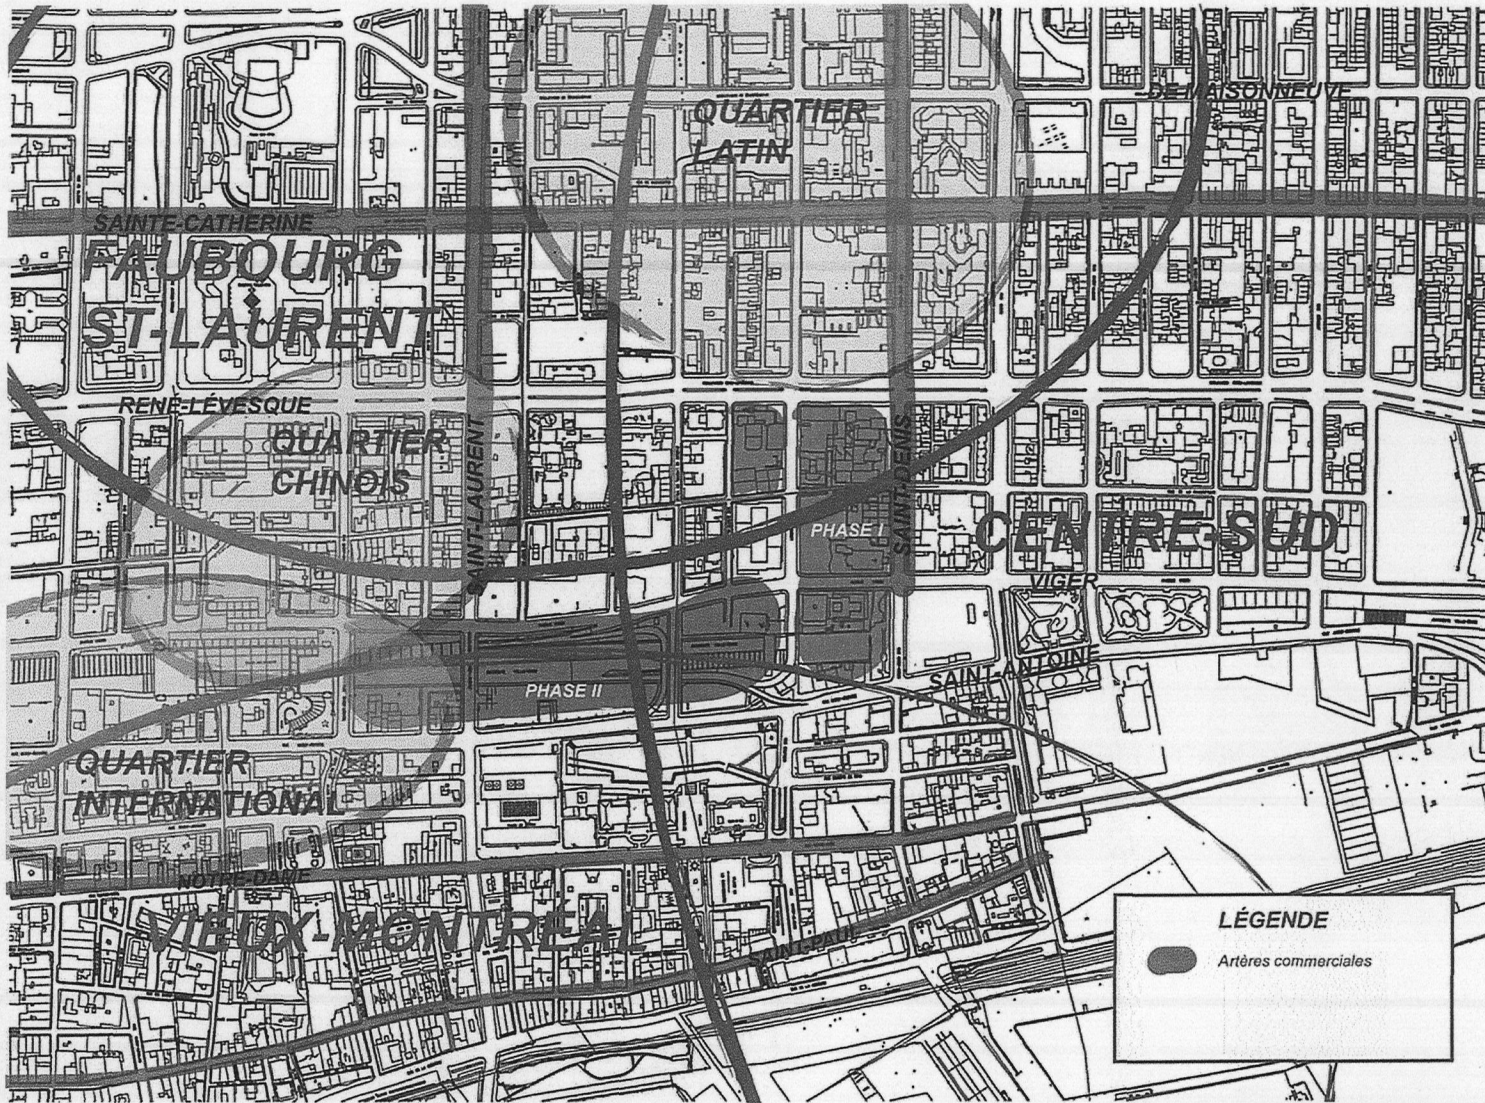 QUARTIER
LATIN
DE MAISONNEUVE
SAINTE-CATHERINE
FAUBOURG
ST-LAURENT
RENÉ-LÉVESQUE
QUARTIER
CHINOIS
SAINT-LAURENT
SAINT-DENIS
PHASE I
CENTRE-SUD
VIGER
SAINT-ANTOINE
PHASE II
QUARTIER
INTERNATIONAL
NOTRE-DAME
VIEUX-MONTRÉAL
SAINT-PAUL
LÉGENDE
Artères commerciales